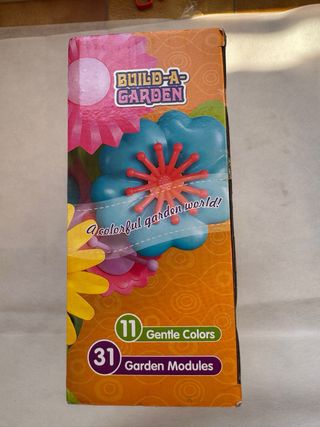 BUILD-A-
GARDEN
A colorful garden world!
11 Gentle Colors
31 Garden Modules